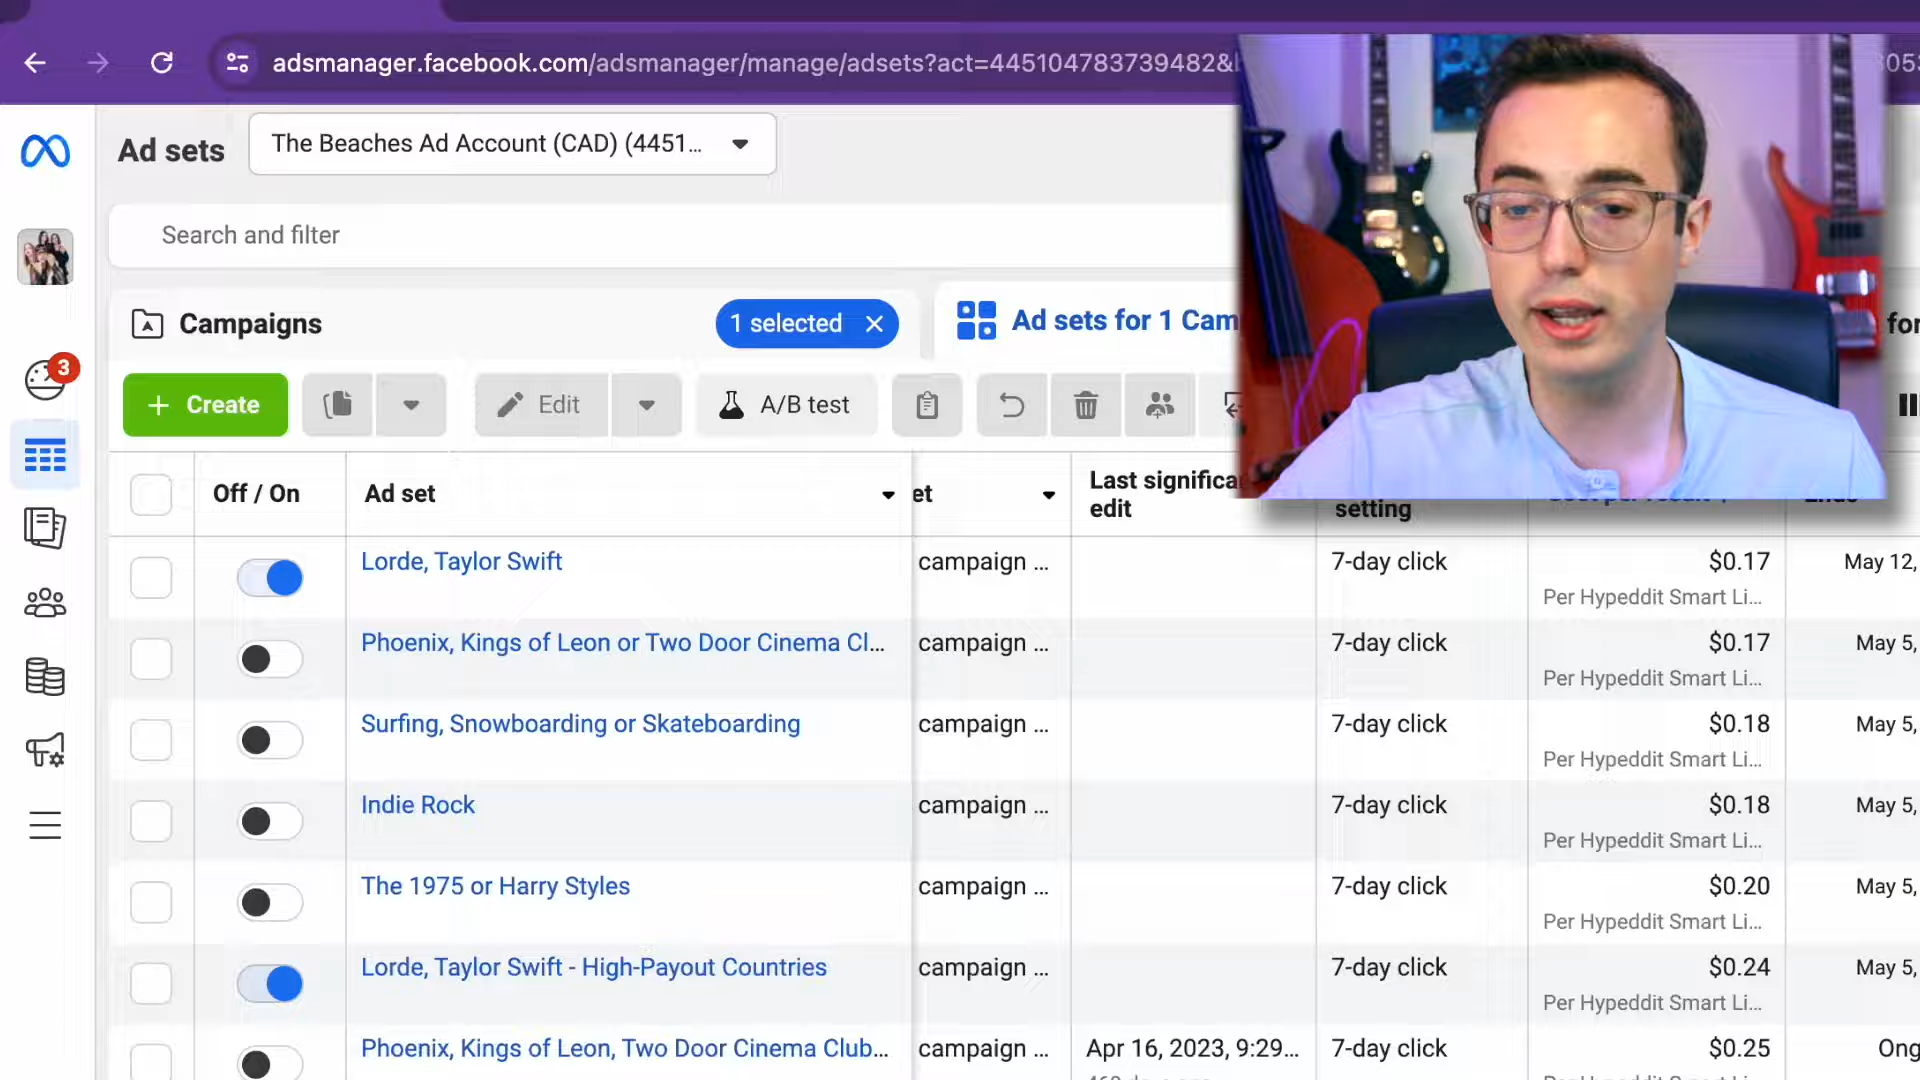 adsmanager.facebook.com/adsmanager/manage/adsets?act=445104783739482&
Ad sets
The Beaches Ad Account (CAD) (4451...
Search and filter
Campaigns
1 selected
Ad sets for 1 Cam
for
3
Create
Edit
A/B test
Off / On
Ad set
et
Last significa
edit
setting
Lorde, Taylor Swift
campaign ...
7-day click
$0.17
May 12,
Per Hypeddit Smart Li...
Phoenix, Kings of Leon or Two Door Cinema Cl...
campaign ...
7-day click
$0.17
May 5,
Per Hypeddit Smart Li...
Surfing, Snowboarding or Skateboarding
campaign ...
7-day click
$0.18
May 5,
Per Hypeddit Smart Li...
Indie Rock
campaign ...
7-day click
$0.18
May 5,
Per Hypeddit Smart Li...
The 1975 or Harry Styles
campaign ...
7-day click
$0.20
May 5,
Per Hypeddit Smart Li...
Lorde, Taylor Swift - High-Payout Countries
campaign ...
7-day click
$0.24
May 5,
Per Hypeddit Smart Li...
Phoenix, Kings of Leon, Two Door Cinema Club...
campaign ...
Apr 16, 2023, 9:29...
7-day click
$0.25
Ong